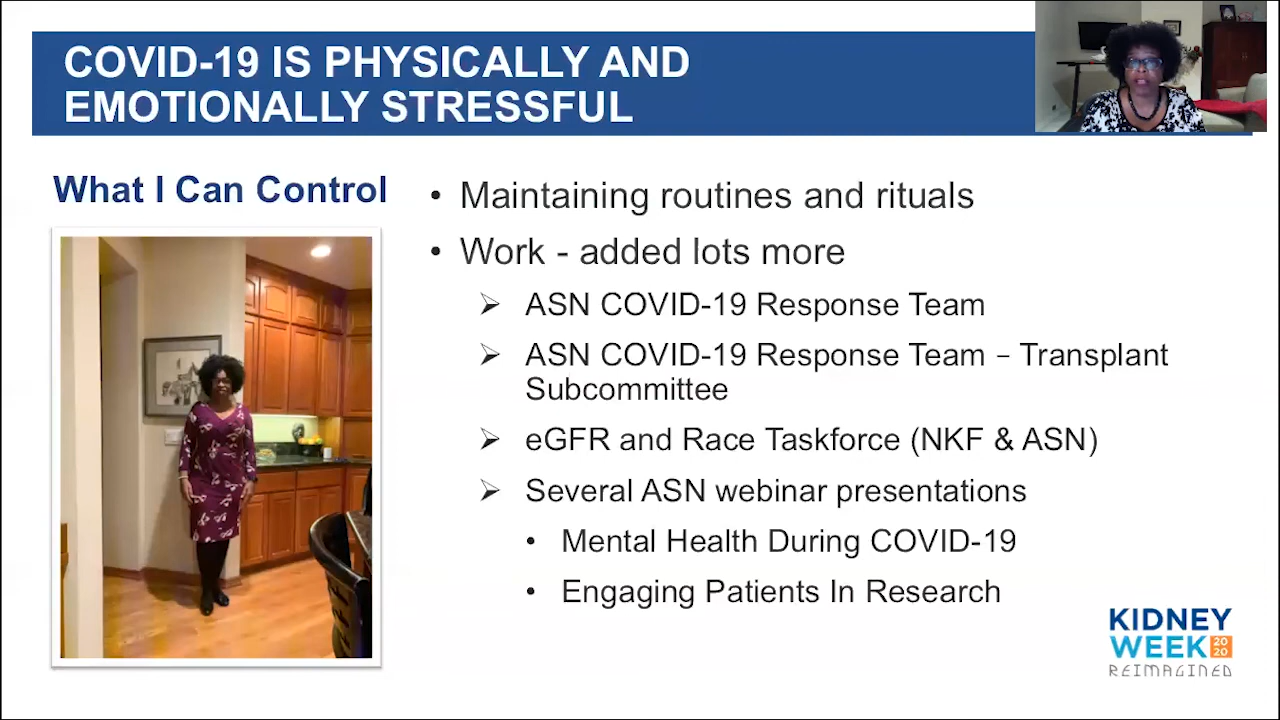 COVID-19 IS PHYSICALLY AND
EMOTIONALLY STRESSFUL
What I Can Control
• Maintaining routines and rituals
• Work - added lots more
➢ ASN COVID-19 Response Team
➢ ASN COVID-19 Response Team – Transplant
Subcommittee
➢ eGFR and Race Taskforce (NKF & ASN)
➢ Several ASN webinar presentations
• Mental Health During COVID-19
• Engaging Patients In Research
KIDNEY
WEEK 2020
REIMAGINED